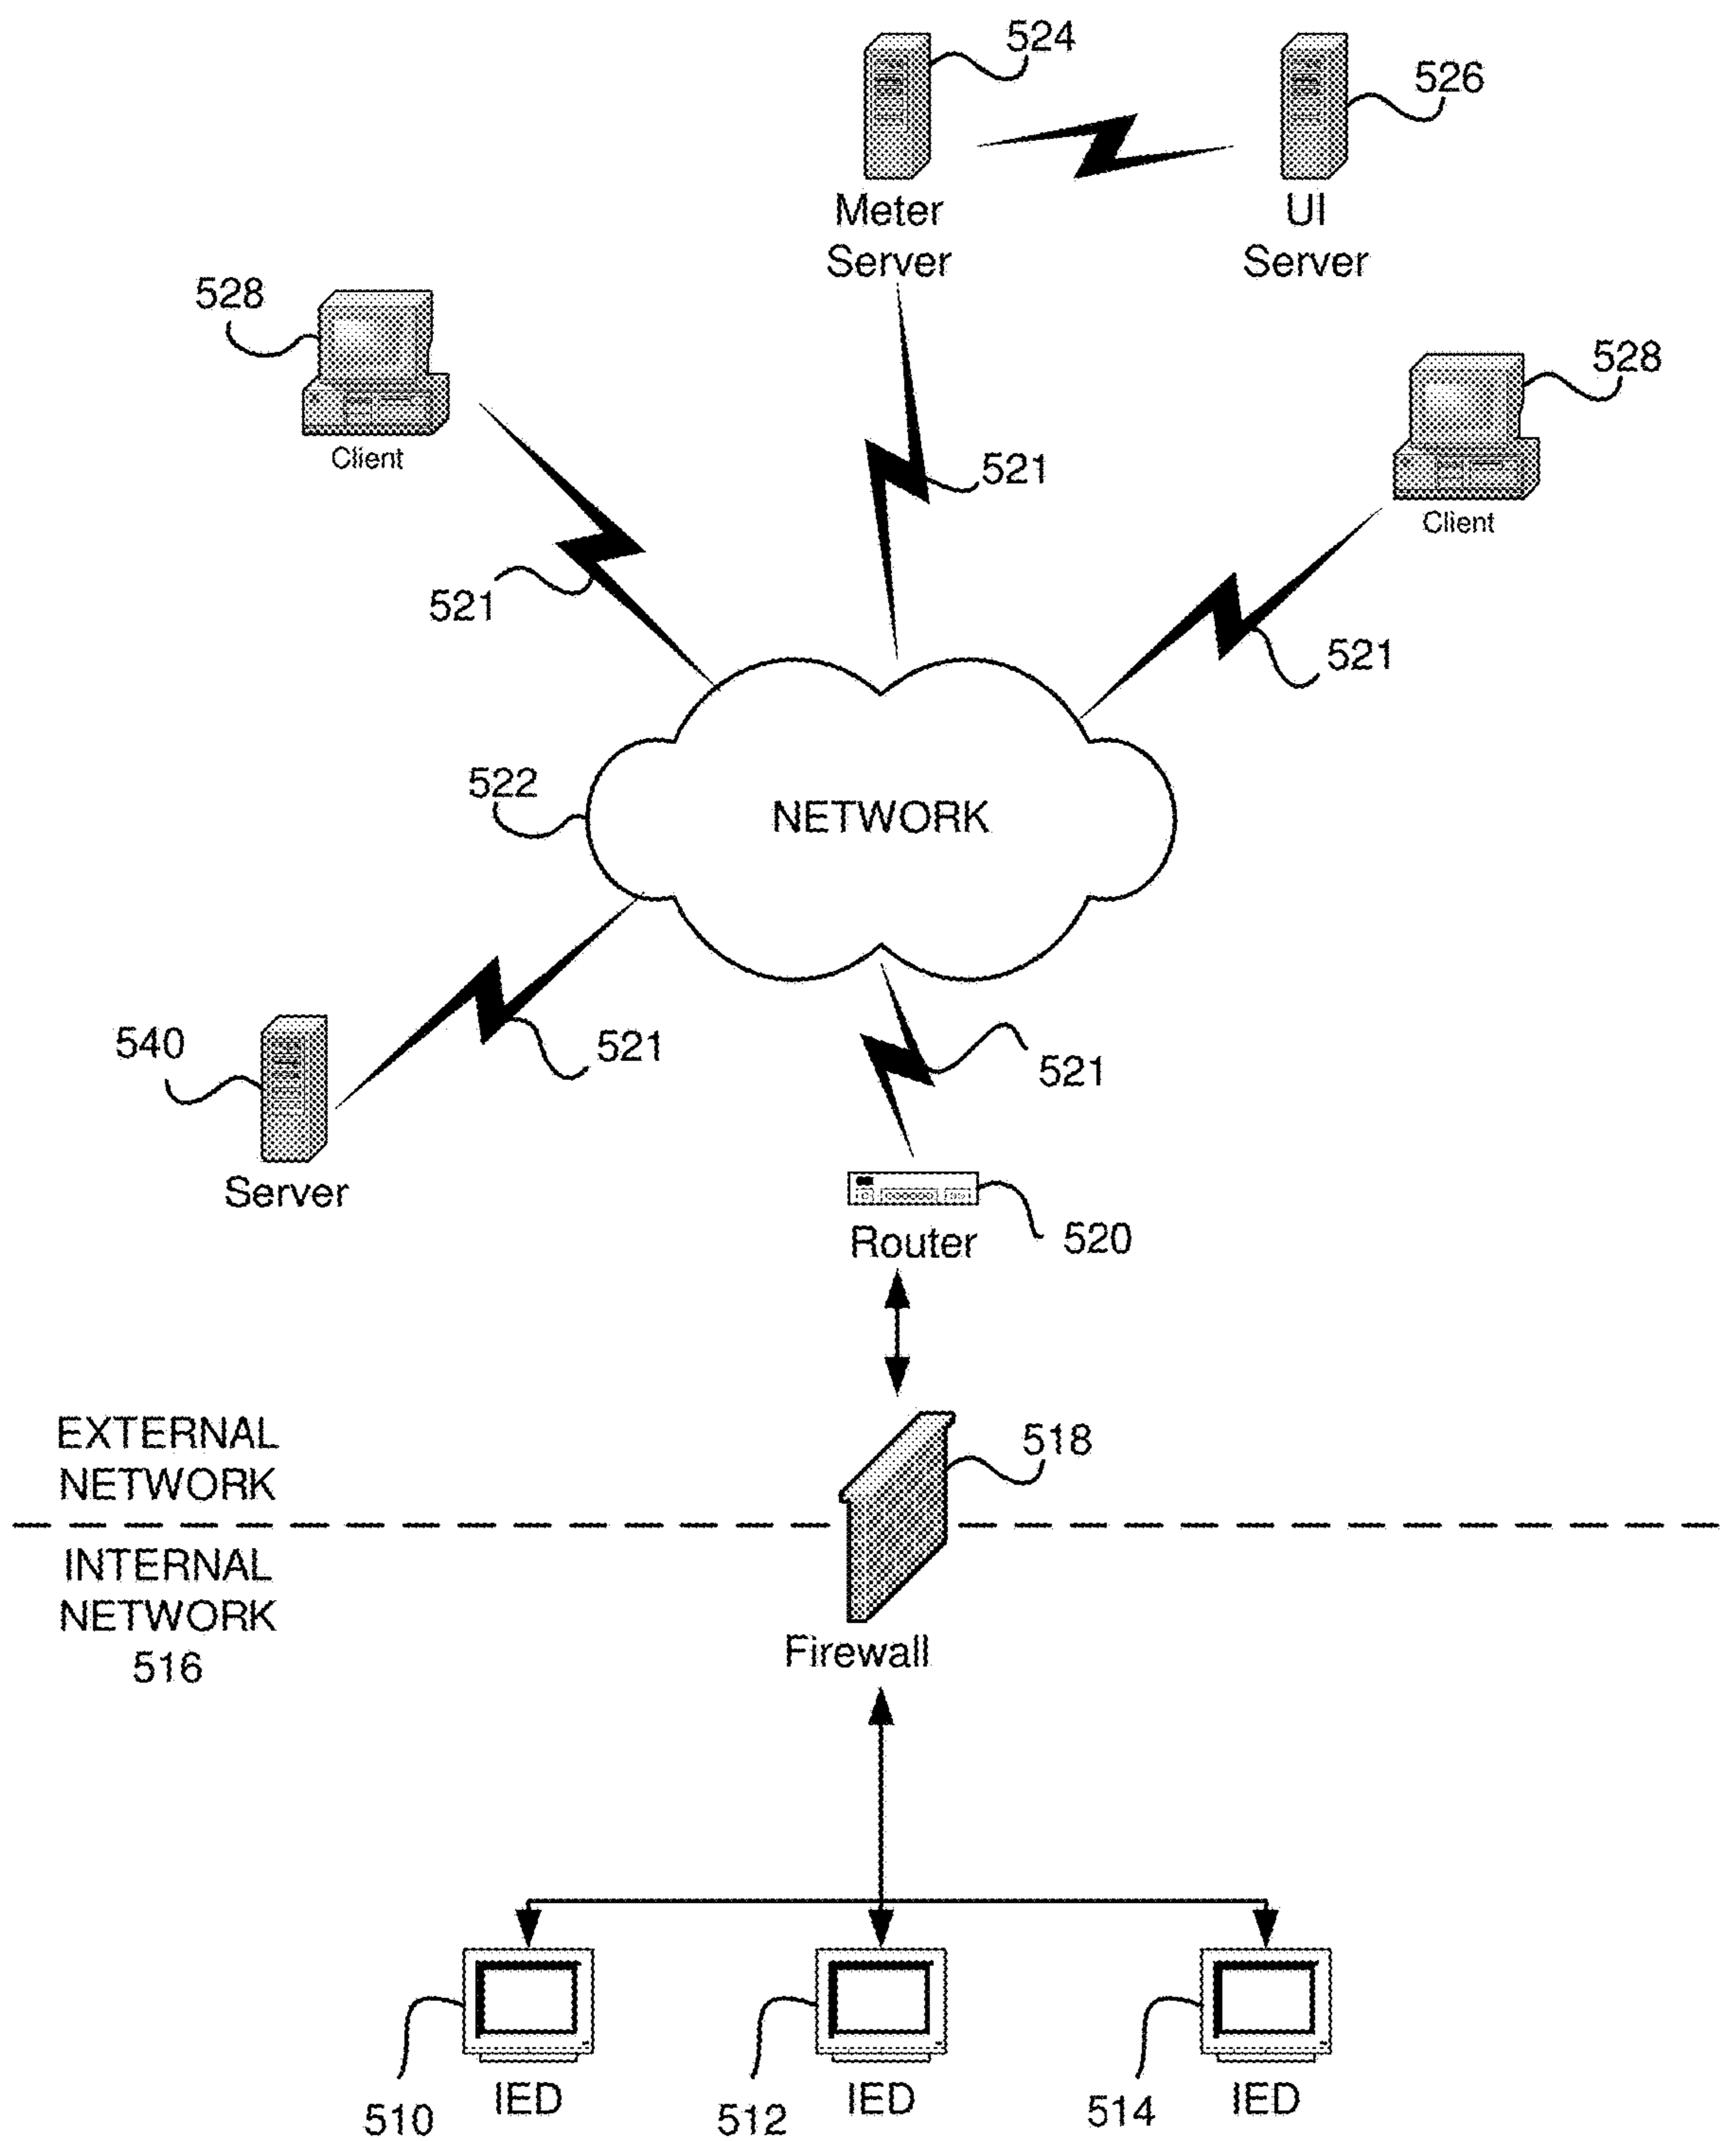 524
526
Meter
Server
UI
Server
528
Client
528
Client
521
521
521
522
NETWORK
540
Server
521
521
Router
520
EXTERNAL
NETWORK
518
INTERNAL
NETWORK
516
Firewall
510
IED
512
IED
514
IED